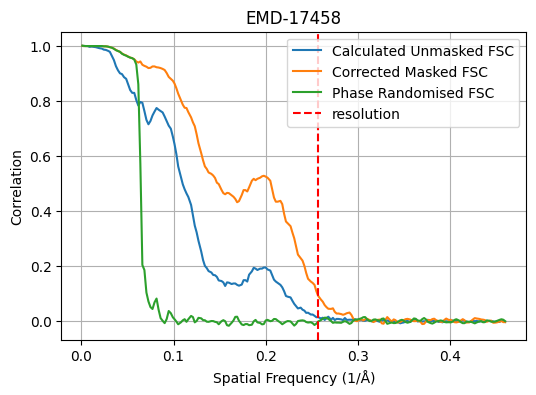 EMD-17458
Calculated Unmasked FSC
Corrected Masked FSC
Phase Randomised FSC
resolution
Correlation
1.0
0.8
0.6
0.4
0.2
0.0
0.0 0.1 0.2 0.3 0.4
Spatial Frequency (1/Å)